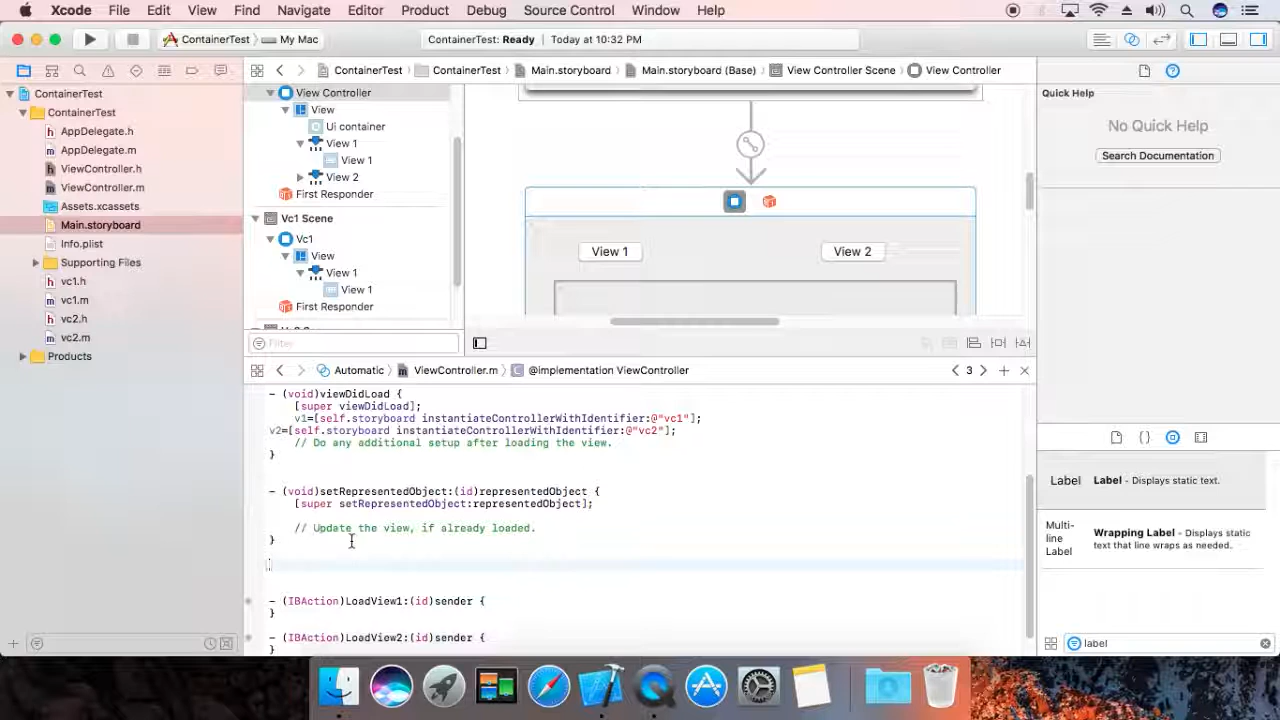 Xcode File Edit View Find Navigate Editor Product Debug Source Control Window Help
ContainerTest My Mac ContainerTest: Ready Today at 10:32 PM
ContainerTest ContainerTest Main.storyboard Main.storyboard (Base) View Controller Scene View Controller
ContainerTest
ContainerTest
AppDelegate.h
AppDelegate.m
ViewController.h
ViewController.m
Assets.xcassets
Main.storyboard
Info.plist
Supporting Files
vc1.h
vc1.m
vc2.h
vc2.m
Products
View Controller
View
Ui container
View 1
View 1
View 2
First Responder
Vc1 Scene
Vc1
View
View 1
View 1
First Responder
Filter
View 1 View 2
Quick Help
No Quick Help
Search Documentation
Automatic ViewController.m C @implementation ViewController 3
- (void)viewDidLoad {
[super viewDidLoad];
v1=[self.storyboard instantiateControllerWithIdentifier:@"vc1"];
v2=[self.storyboard instantiateControllerWithIdentifier:@"vc2"];
// Do any additional setup after loading the view.
}
- (void)setRepresentedObject:(id)representedObject {
[super setRepresentedObject:representedObject];
// Update the view, if already loaded.
}
- (IBAction)LoadView1:(id)sender {
}
- (IBAction)LoadView2:(id)sender {
}
Label Label - Displays static text.
Multi-line Label Wrapping Label - Displays static text that line wraps as needed.
label